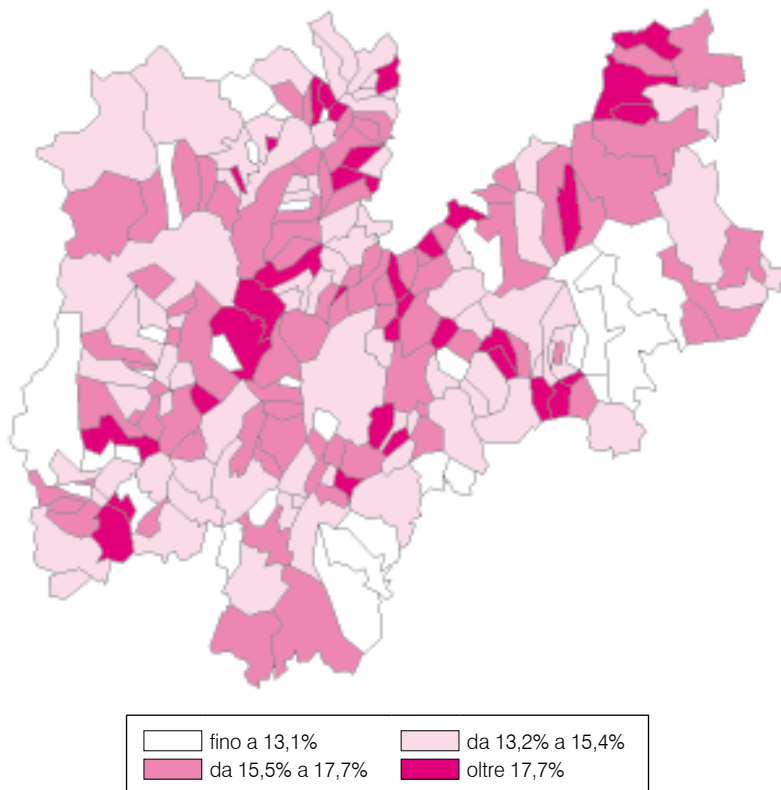 fino a 13,1% da 13,2% a 15,4%
da 15,5% a 17,7% oltre 17,7%